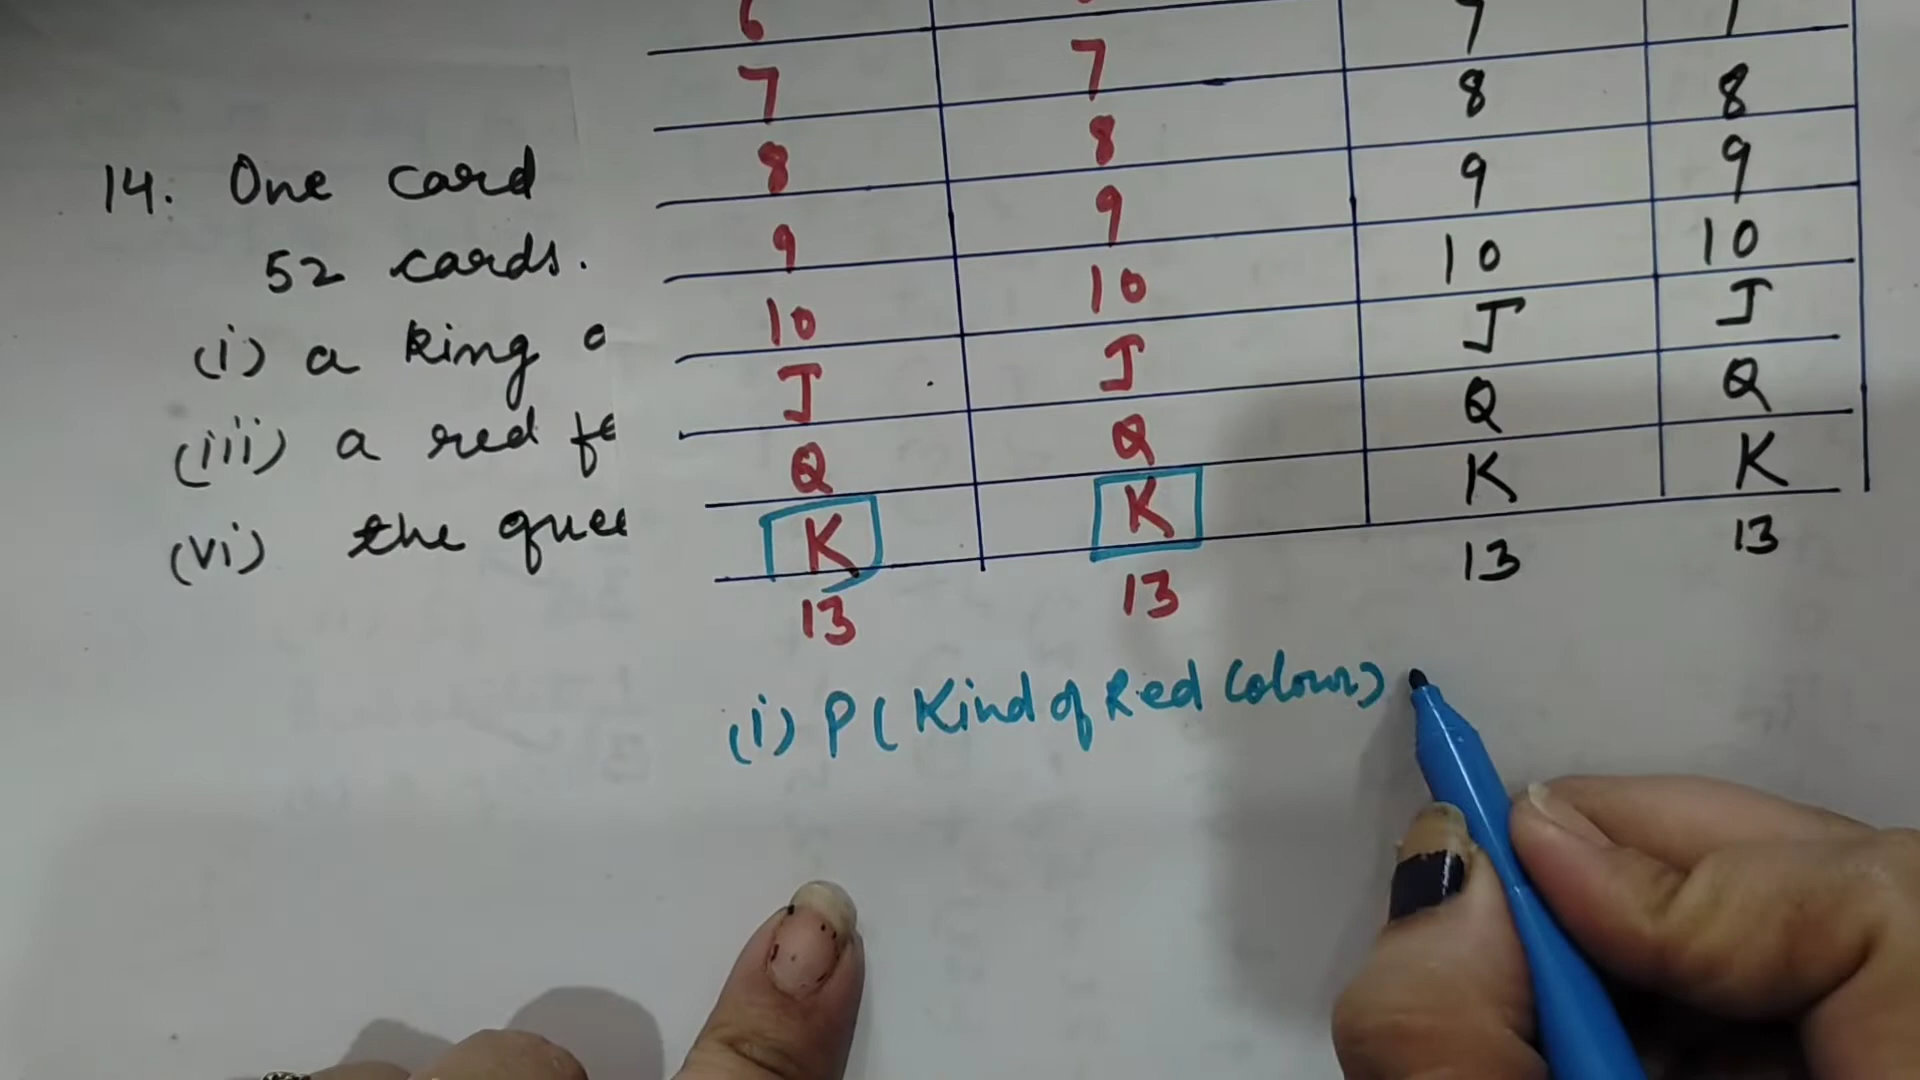 6 7
7 7 8 8
8 8 9 9
9 9 10 10
10 10 J J
J J Q Q
Q Q K K
K K 13 13
13 13
14. One card
52 cards.
(i) a king
(iii) a red
(vi) the
(i) P(Kind of Red Colour)